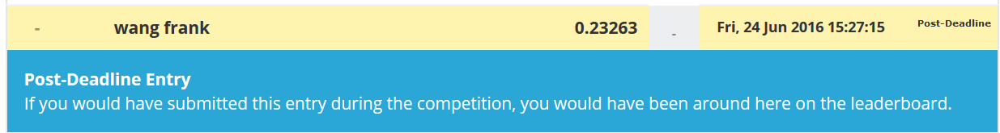 - wang frank 0.23263 - Fri, 24 Jun 2016 15:27:15 Post-Deadline
Post-Deadline Entry
If you would have submitted this entry during the competition, you would have been around here on the leaderboard.